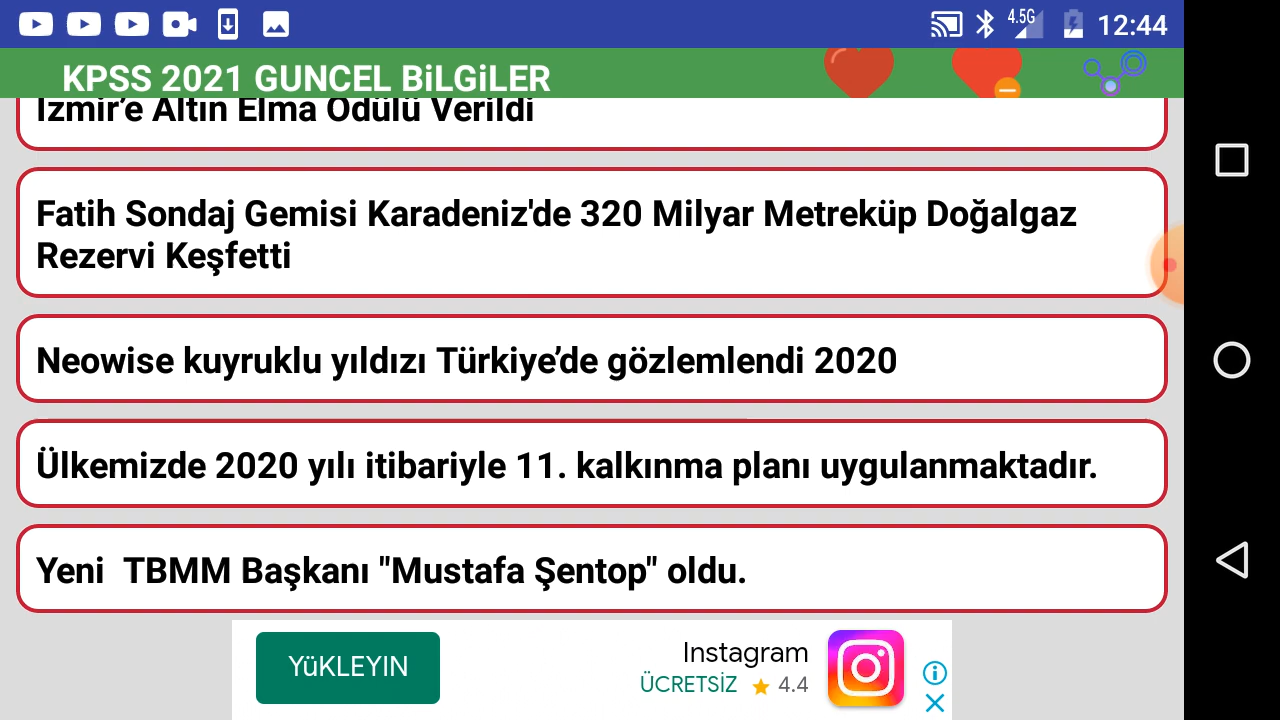 4.5G
12:44
KPSS 2021 GUNCEL BiLGiLER
İzmir’e Altın Elma Ödülü Verildi
Fatih Sondaj Gemisi Karadeniz'de 320 Milyar Metreküp Doğalgaz
Rezervi Keşfetti
Neowise kuyruklu yıldızı Türkiye’de gözlemlendi 2020
Ülkemizde 2020 yılı itibariyle 11. kalkınma planı uygulanmaktadır.
Yeni  TBMM Başkanı "Mustafa Şentop" oldu.
YüKLEYIN
Instagram
ÜCRETSİZ
4.4